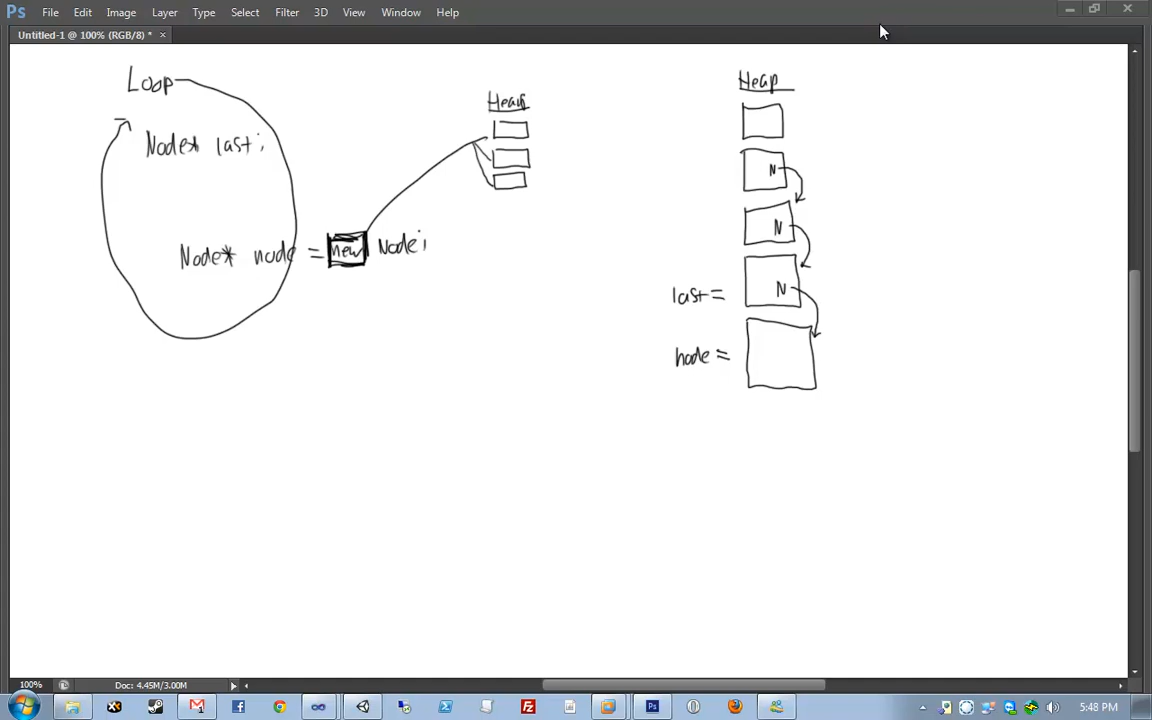 Ps File Edit Image Layer Type Select Filter 3D View Window Help
Untitled-1 @ 100% (RGB/8) * ×
Loop
Node* last;
Node* node = new Node;
Heap
Heap
N
N
last = N
node =
100% Doc: 4.45M/3.00M
5:48 PM